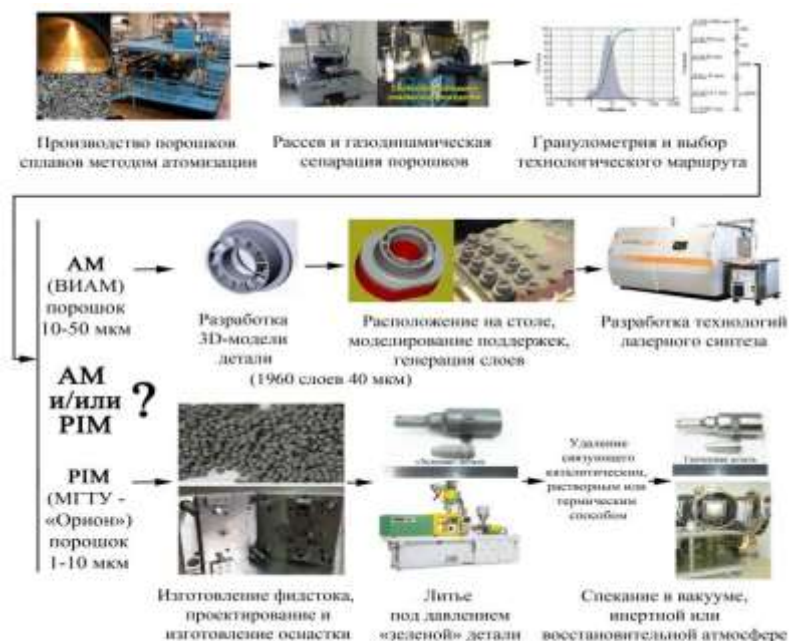 Производство порошков
сплавов методом атомизации
Рассев и газодинамическая
сепарация порошков
Гранулометрия и выбор
технологического маршрута
АМ
(ВИАМ)
порошок
10-50 мкм
Разработка
3D-модели
детали
Расположение на столе,
моделирование поддержек,
генерация слоев
(1960 слоев 40 мкм)
Разработка технологий
лазерного синтеза
АМ
и/или
PIM
?
PIM
(МГТУ -
«Орион»)
порошок
1-10 мкм
Изготовление фидстока,
проектирование и
изготовление оснастки
Литье
под давлением
«зеленой» детали
Удаление
связующего
каталитическим,
растворным или
термическим
способом
Спекание в вакууме,
инертной или
восстановительной атмосфере